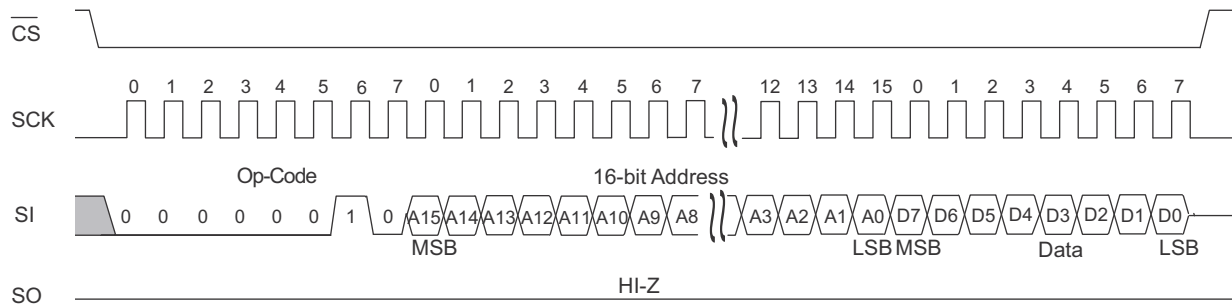 CS
0 1 2 3 4 5 6 7 0 1 2 3 4 5 6 7 12 13 14 15 0 1 2 3 4 5 6 7
SCK
Op-Code 16-bit Address
SI 0 0 0 0 0 0 1 0 A15 A14 A13 A12 A11 A10 A9 A8 A3 A2 A1 A0 D7 D6 D5 D4 D3 D2 D1 D0
MSB LSB MSB Data LSB
HI-Z
SO